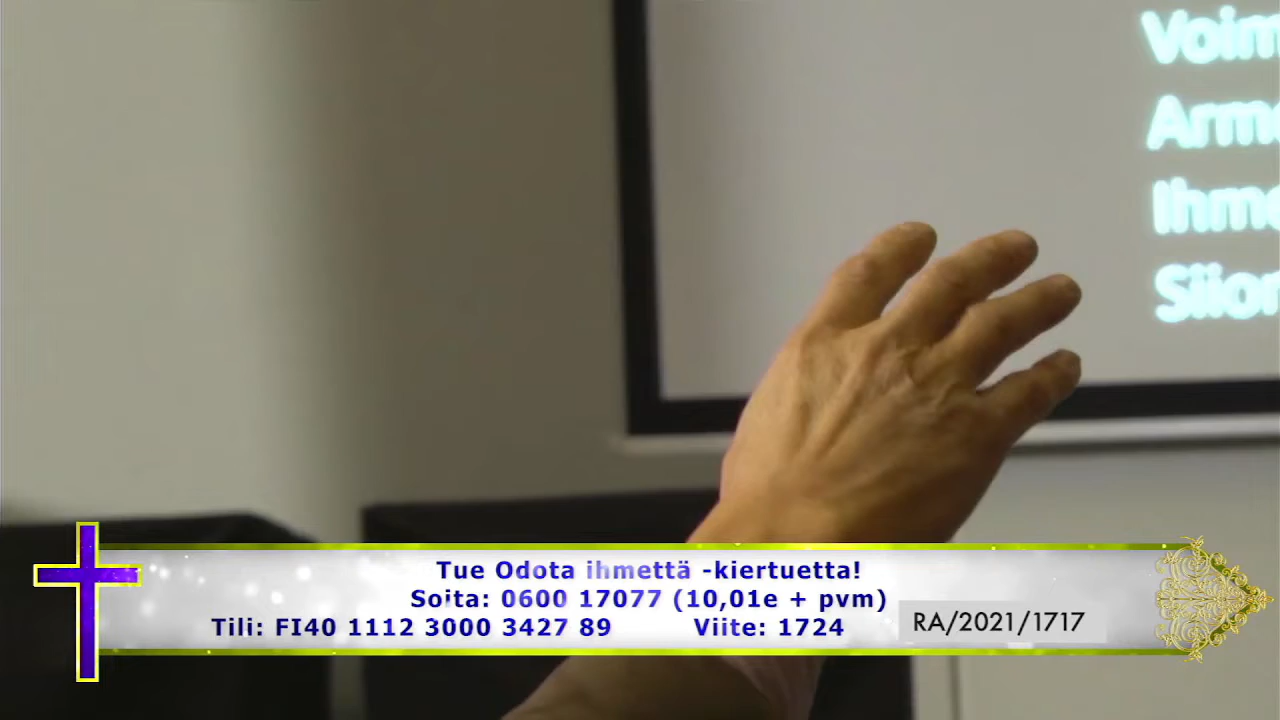 Tue Odota ihmettä -kiertuetta!
Soita: 0600 17077 (10,01e + pvm)
Tili: FI40 1112 3000 3427 89 Viite: 1724
RA/2021/1717